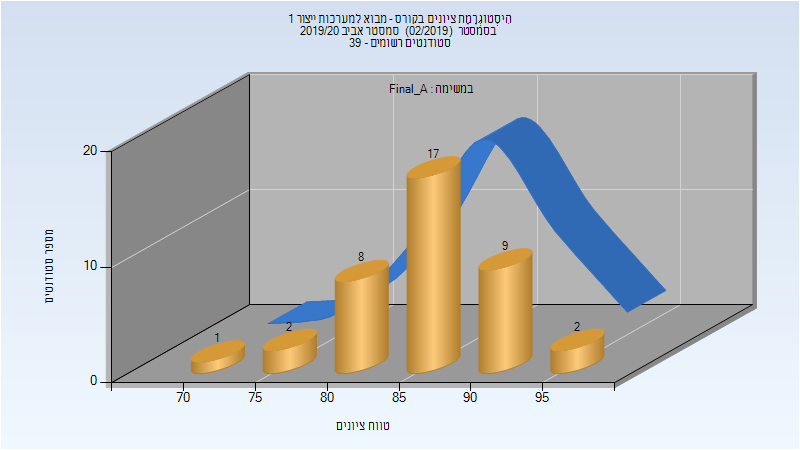 היסטוגרמת ציונים בקורס - מבוא למערכות ייצור 1
בסמסטר (02/2019) סמסטר אביב 2019/20
סטודנטים רשומים - 39
במשימה : Final_A
מספר סטודנטים
20
10
0
1
2
8
17
9
2
70
75
80
85
90
95
טווח ציונים